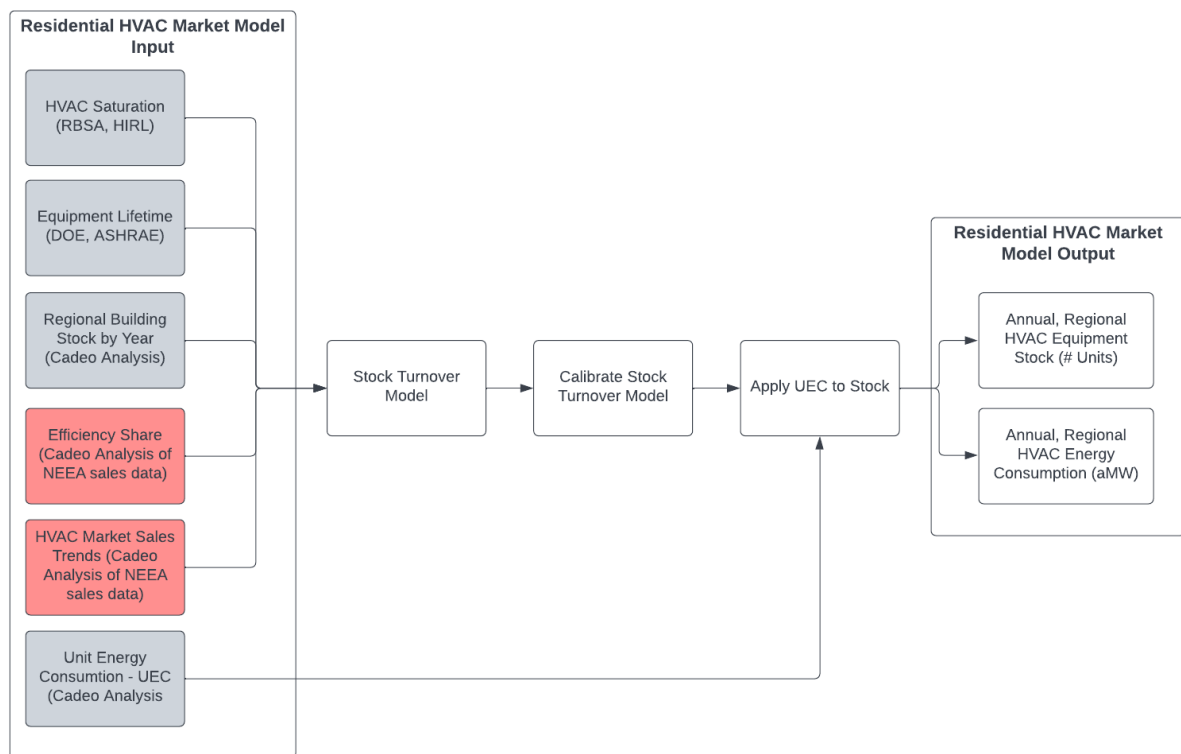 Residential HVAC Market Model
Input
HVAC Saturation
(RBSA, HIRL)
Equipment Lifetime
(DOE, ASHRAE)
Regional Building
Stock by Year
(Cadeo Analysis)
Efficiency Share
(Cadeo Analysis of
NEEA sales data)
HVAC Market Sales
Trends (Cadeo
Analysis of NEEA
sales data)
Unit Energy
Consumtion - UEC
(Cadeo Analysis
Stock Turnover
Model
Calibrate Stock
Turnover Model
Apply UEC to Stock
Residential HVAC Market
Model Output
Annual, Regional
HVAC Equipment
Stock (# Units)
Annual, Regional
HVAC Energy
Consumption (aMW)